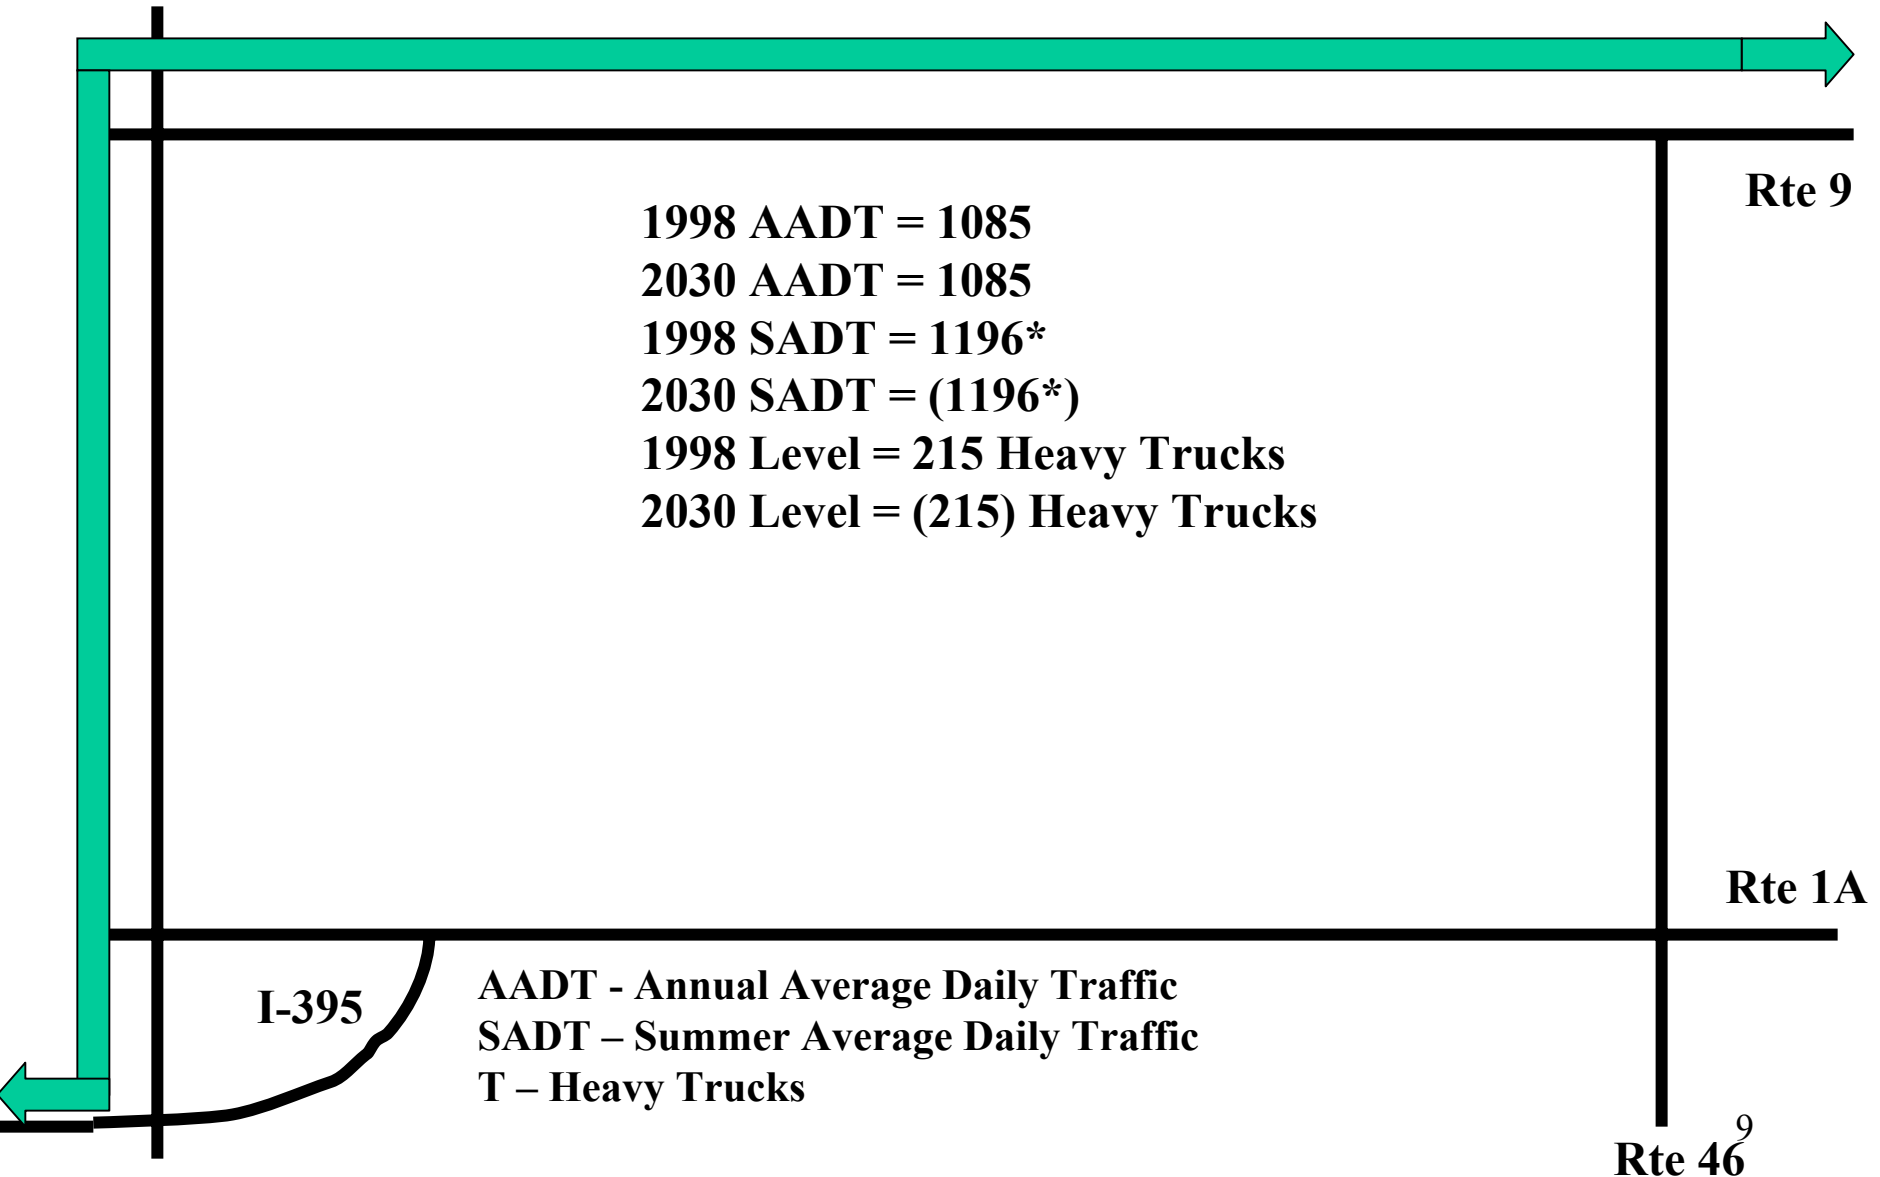 Rte 9
1998 AADT = 1085
2030 AADT = 1085
1998 SADT = 1196*
2030 SADT = (1196*)
1998 Level = 215 Heavy Trucks
2030 Level = (215) Heavy Trucks
Rte 1A
I-395
AADT - Annual Average Daily Traffic
SADT – Summer Average Daily Traffic
T – Heavy Trucks
9
Rte 46